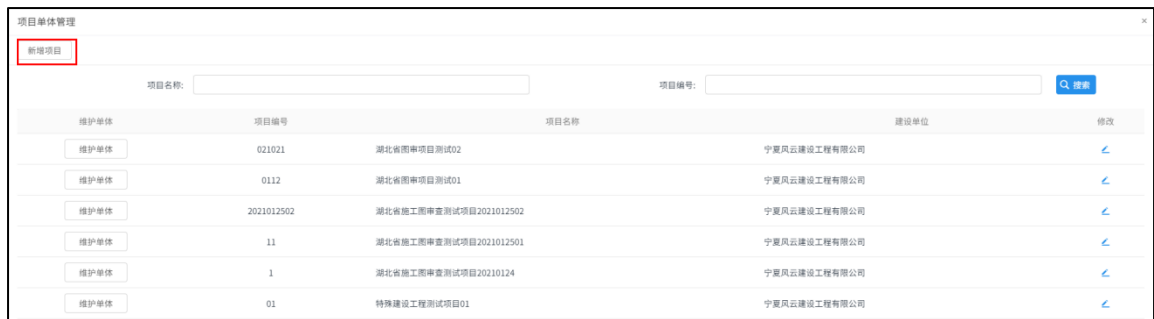 项目单体管理 ×
新增项目
项目名称: 项目编号: 搜索
维护单体 项目编号 项目名称 建设单位 修改
维护单体 021021 湖北省图审项目测试02 宁夏风云建设工程有限公司
维护单体 0112 湖北省图审项目测试01 宁夏风云建设工程有限公司
维护单体 2021012502 湖北省施工图审查测试项目2021012502 宁夏风云建设工程有限公司
维护单体 11 湖北省施工图审查测试项目2021012501 宁夏风云建设工程有限公司
维护单体 1 湖北省施工图审查测试项目20210124 宁夏风云建设工程有限公司
维护单体 01 特殊建设工程测试项目01 宁夏风云建设工程有限公司